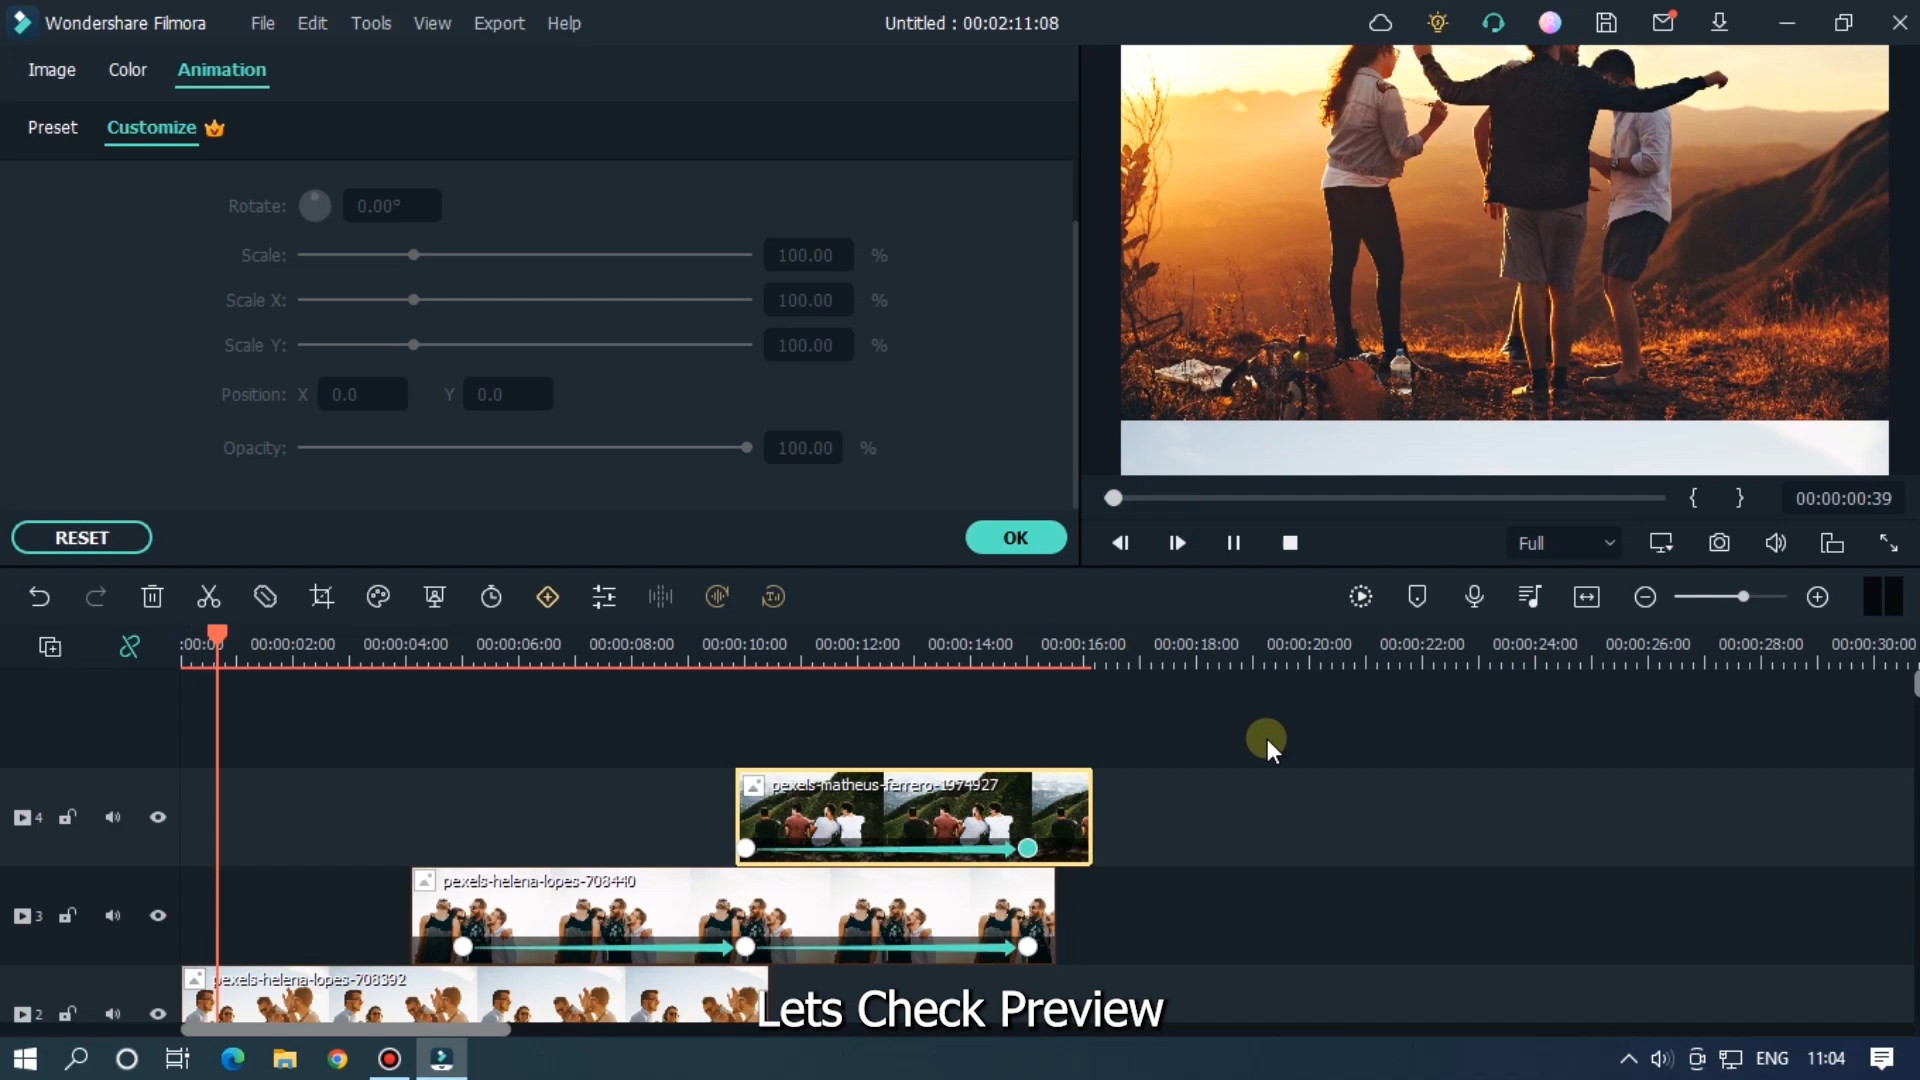 Wondershare Filmora
File Edit Tools View Export Help
Untitled : 00:02:11:08
Image Color Animation
Preset Customize
Rotate: 0.00°
Scale: 100.00 %
Scale X: 100.00 %
Scale Y: 100.00 %
Position: X 0.0 Y 0.0
Opacity: 100.00 %
RESET OK
{ } 00:00:00:39
Full
:00:00 00:00:02:00 00:00:04:00 00:00:06:00 00:00:08:00 00:00:10:00 00:00:12:00 00:00:14:00 00:00:16:00 00:00:18:00 00:00:20:00 00:00:22:00 00:00:24:00 00:00:26:00 00:00:28:00 00:00:30:00
pexels-matheus-ferrero-1974927
4
pexels-helena-lopes-708440
3
pexels-helena-lopes-708392
2
Lets Check Preview
ENG 11:04